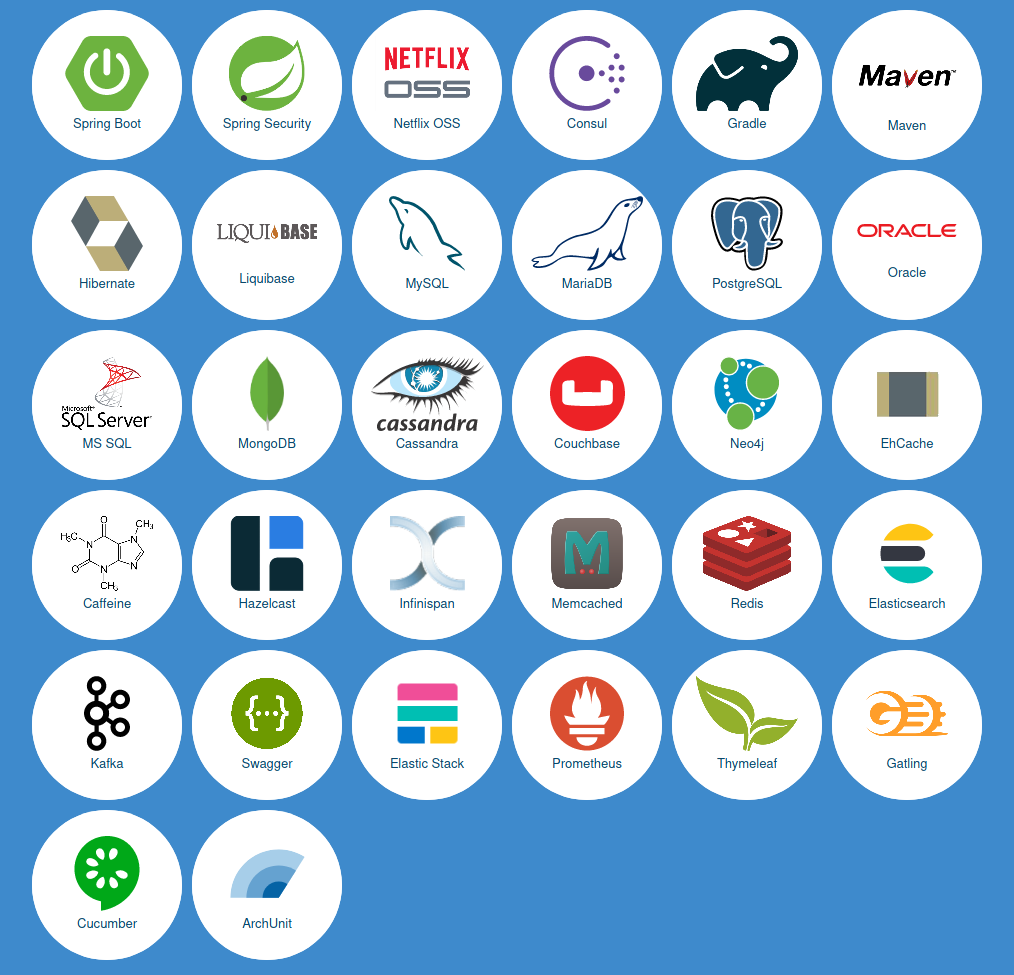 NETFLIX
OSS
Maven™
Spring Boot
Spring Security
Netflix OSS
Consul
Gradle
Maven
LIQUIBASE
ORACLE
Hibernate
Liquibase
MySQL
MariaDB
PostgreSQL
Oracle
Microsoft®
SQL Server®
cassandra
MS SQL
MongoDB
Cassandra
Couchbase
Neo4j
EhCache
O
CH₃
H₃C
N
N
O
N
N
CH₃
M
Caffeine
Hazelcast
Infinispan
Memcached
Redis
Elasticsearch
{···}
Kafka
Swagger
Elastic Stack
Prometheus
Thymeleaf
Gatling
Cucumber
ArchUnit